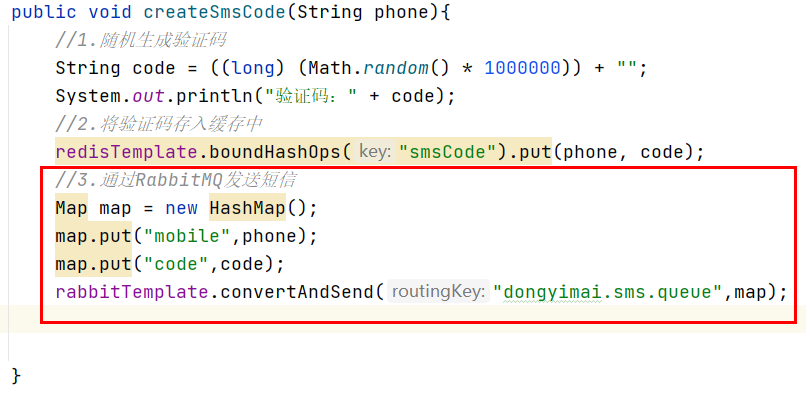 public void createSmsCode(String phone){
//1.随机生成验证码
String code = ((long) (Math.random() * 1000000)) + "";
System.out.println("验证码：" + code);
//2.将验证码存入缓存中
redisTemplate.boundHashOps( key: "smsCode").put(phone, code);
//3.通过RabbitMQ发送短信
Map map = new HashMap();
map.put("mobile",phone);
map.put("code",code);
rabbitTemplate.convertAndSend( routingKey: "dongyimai.sms.queue",map);
}